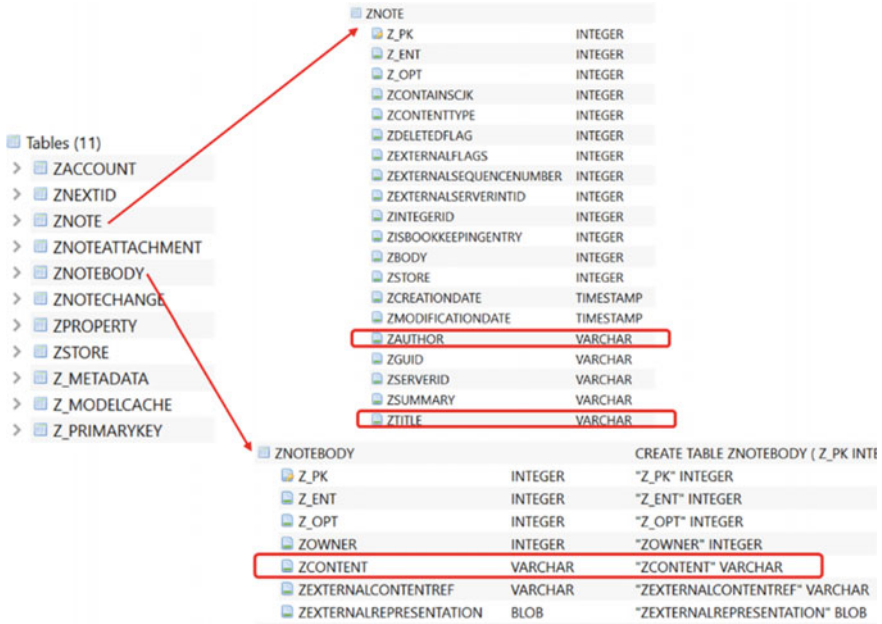 Tables (11)
ZACCOUNT
ZNEXTID
ZNOTE
ZNOTEATTACHMENT
ZNOTEBODY
ZNOTECHANGE
ZPROPERTY
ZSTORE
Z_METADATA
Z_MODELCACHE
Z_PRIMARYKEY
ZNOTE
Z_PK INTEGER
Z_ENT INTEGER
Z_OPT INTEGER
ZCONTAINSCJK INTEGER
ZCONTENTTYPE INTEGER
ZDELETEDFLAG INTEGER
ZEXTERNALFLAGS INTEGER
ZEXTERNALSEQUENCENUMBER INTEGER
ZEXTERNALSERVERINTID INTEGER
ZINTEGERID INTEGER
ZISBOOKKEEPINGENTRY INTEGER
ZBODY INTEGER
ZSTORE INTEGER
ZCREATIONDATE TIMESTAMP
ZMODIFICATIONDATE TIMESTAMP
ZAUTHOR VARCHAR
ZGUID VARCHAR
ZSERVERID VARCHAR
ZSUMMARY VARCHAR
ZTITLE VARCHAR
ZNOTEBODY CREATE TABLE ZNOTEBODY ( Z_PK INTE
Z_PK INTEGER "Z_PK" INTEGER
Z_ENT INTEGER "Z_ENT" INTEGER
Z_OPT INTEGER "Z_OPT" INTEGER
ZOWNER INTEGER "ZOWNER" INTEGER
ZCONTENT VARCHAR "ZCONTENT" VARCHAR
ZEXTERNALCONTENTREF VARCHAR "ZEXTERNALCONTENTREF" VARCHAR
ZEXTERNALREPRESENTATION BLOB "ZEXTERNALREPRESENTATION" BLOB